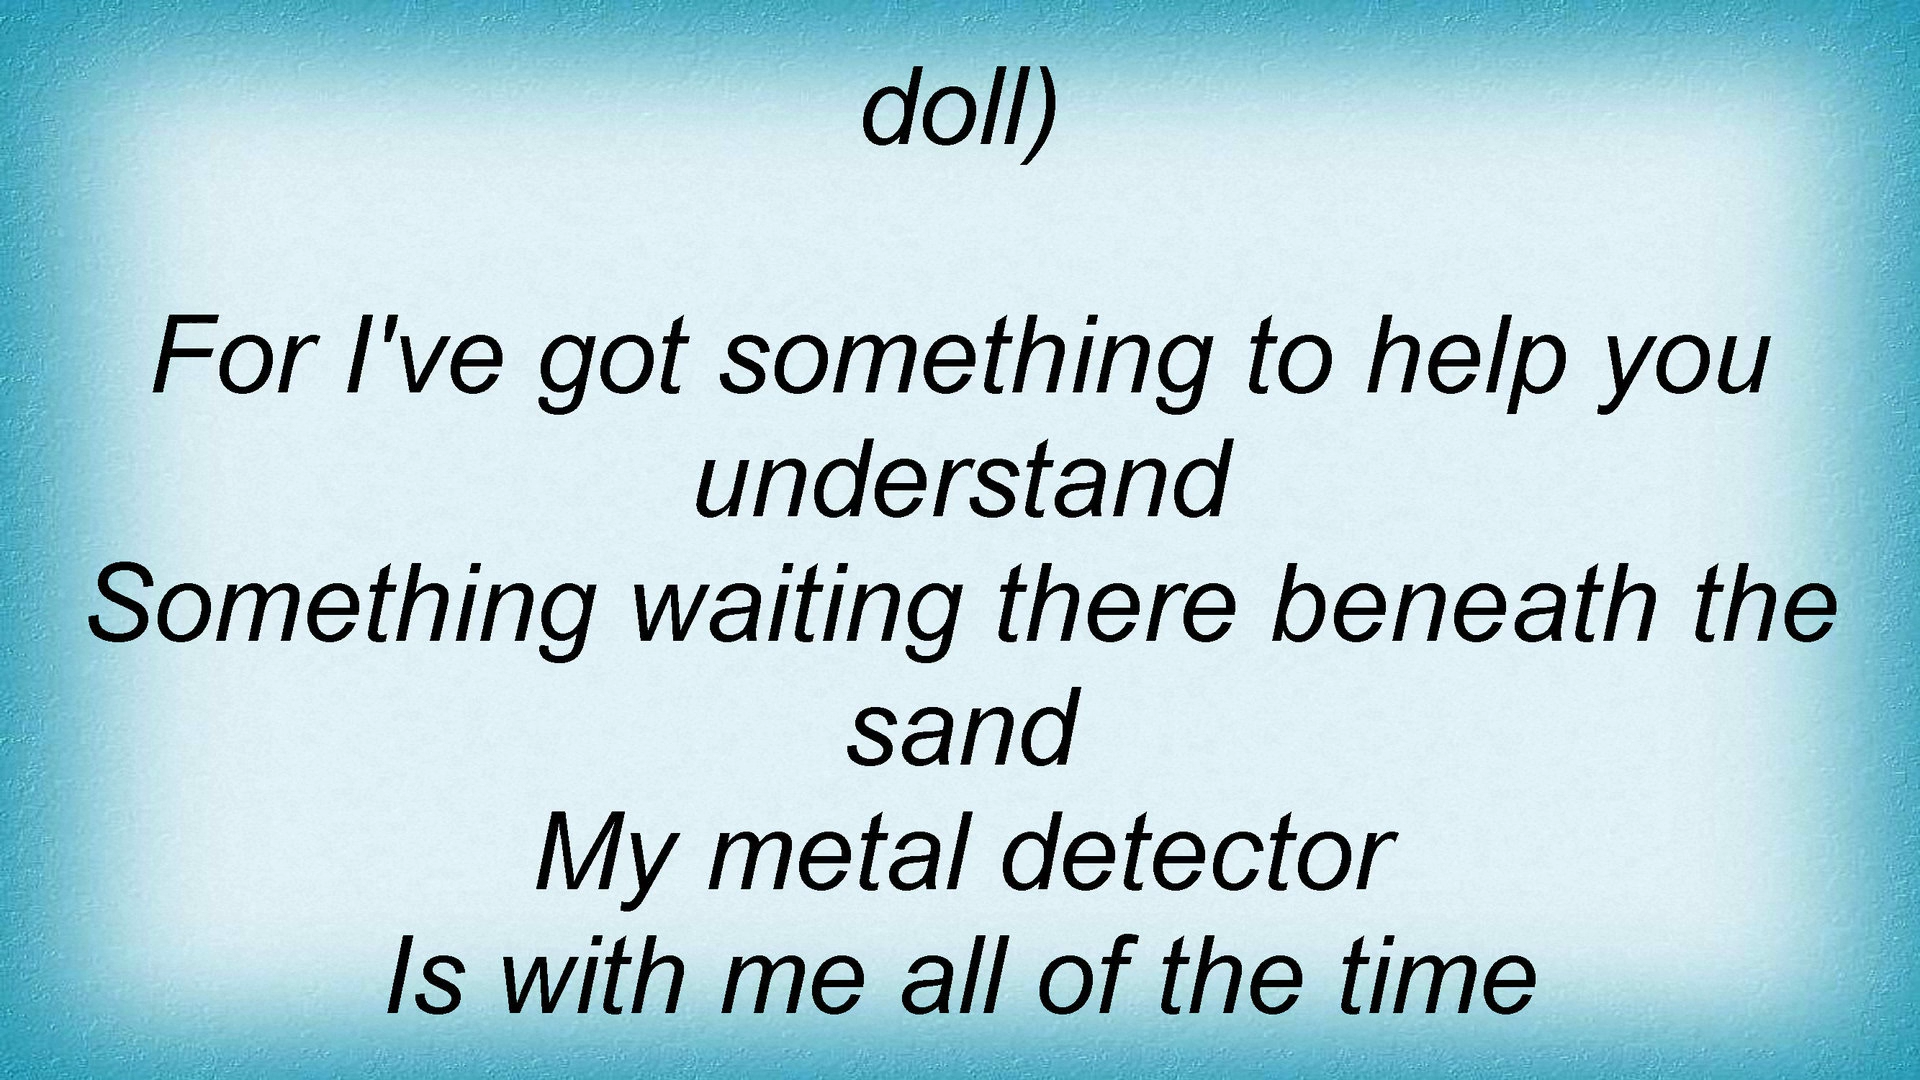 doll)
For I've got something to help you
understand
Something waiting there beneath the
sand
My metal detector
Is with me all of the time